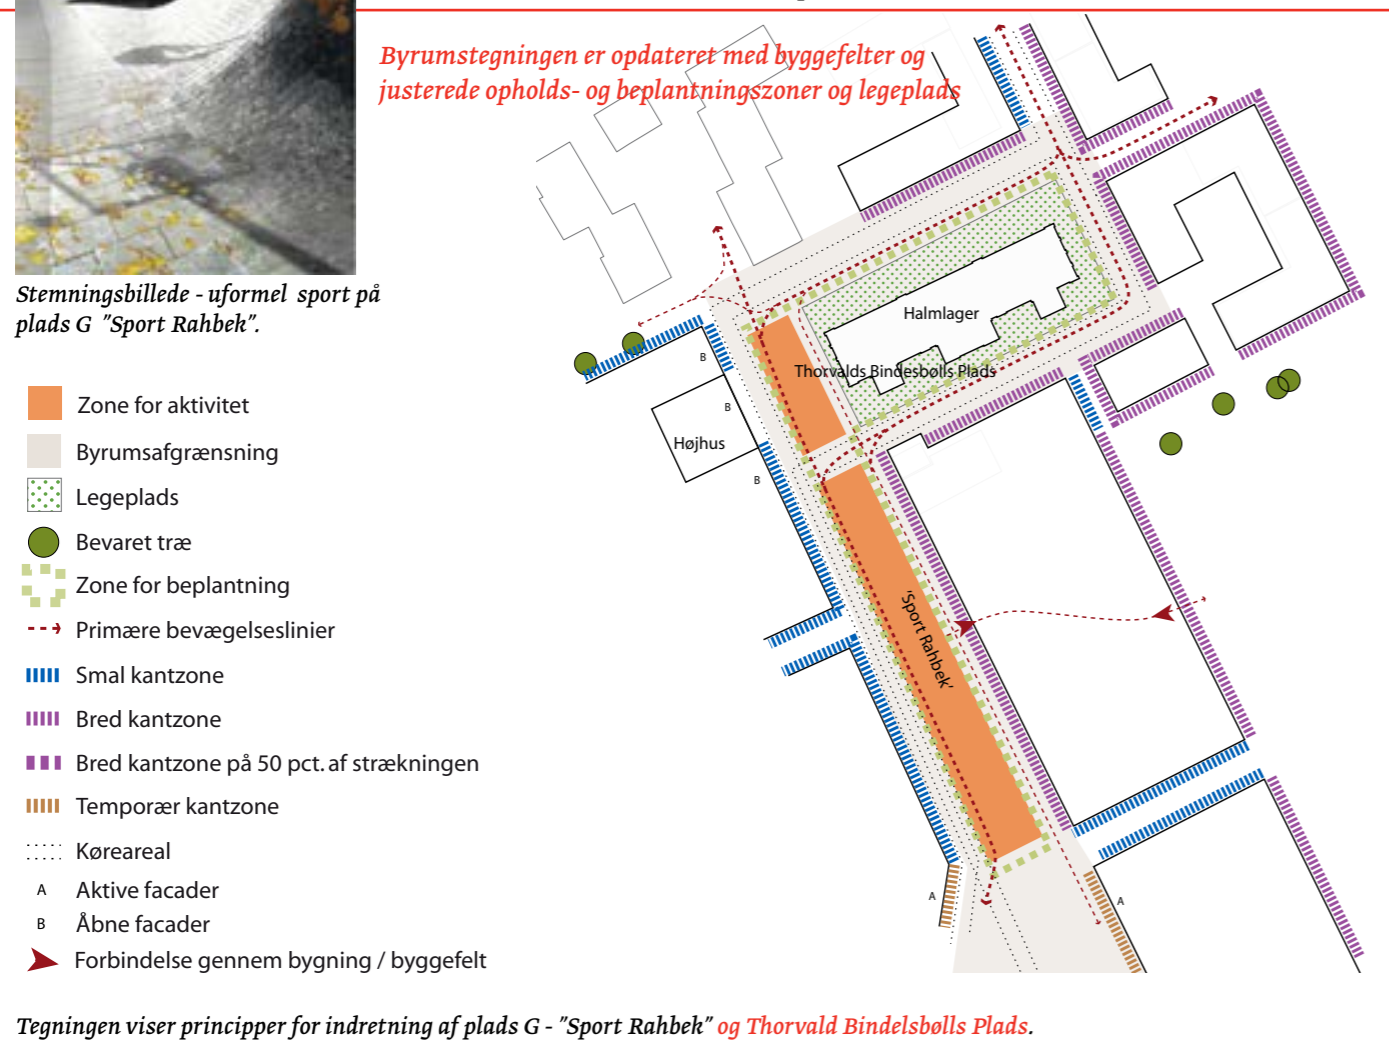 Byrumstegningen er opdateret med byggefelter og
justerede opholds- og beplantningszoner og legeplads
Stemningsbillede - uformel sport på
plads G "Sport Rahbek".
Zone for aktivitet
Byrumsafgrænsning
Legeplads
Bevaret træ
Zone for beplantning
Primære bevægelseslinier
Smal kantzone
Bred kantzone
Bred kantzone på 50 pct. af strækningen
Temporær kantzone
Køreareal
A Aktive facader
B Åbne facader
Forbindelse gennem bygning / byggefelt
Halmlager
Thorvalds Bindesbølls Plads
B
B
Højhus
B
'Sport Rahbek'
A
A
Tegningen viser principper for indretning af plads G - "Sport Rahbek" og Thorvald Bindelsbølls Plads.